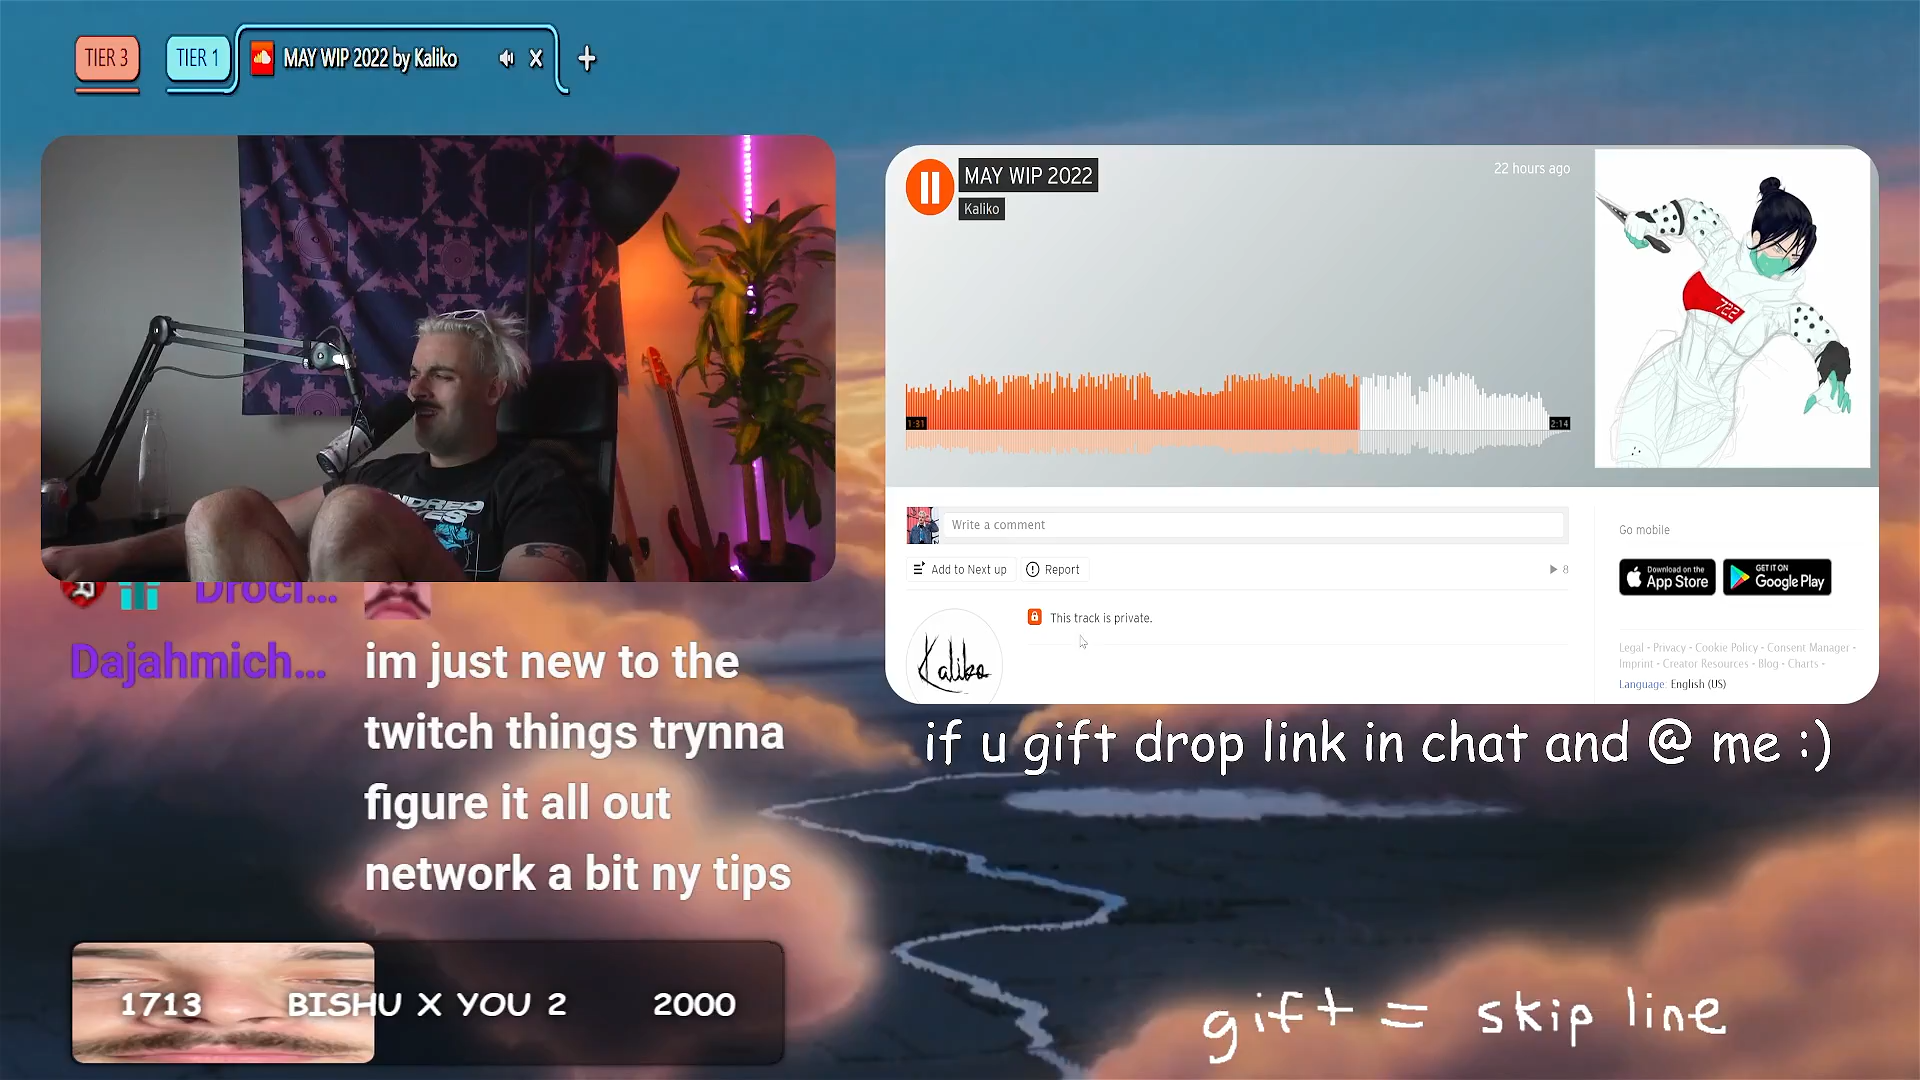 TIER 3
TIER 1
MAY WIP 2022 by Kaliko
MAY WIP 2022
Kaliko
22 hours ago
722
1:31
2:14
Write a comment
Add to Next up
Report
8
This track is private.
Kaliko
Go mobile
Download on the
App Store
GET IT ON
Google Play
Legal - Privacy - Cookie Policy - Consent Manager -
Imprint - Creator Resources - Blog - Charts -
Language: English (US)
if u gift drop link in chat and @ me :)
Dajahmich...
im just new to the
twitch things trynna
figure it all out
network a bit ny tips
1713
BISHU X YOU 2
2000
gift = skip line